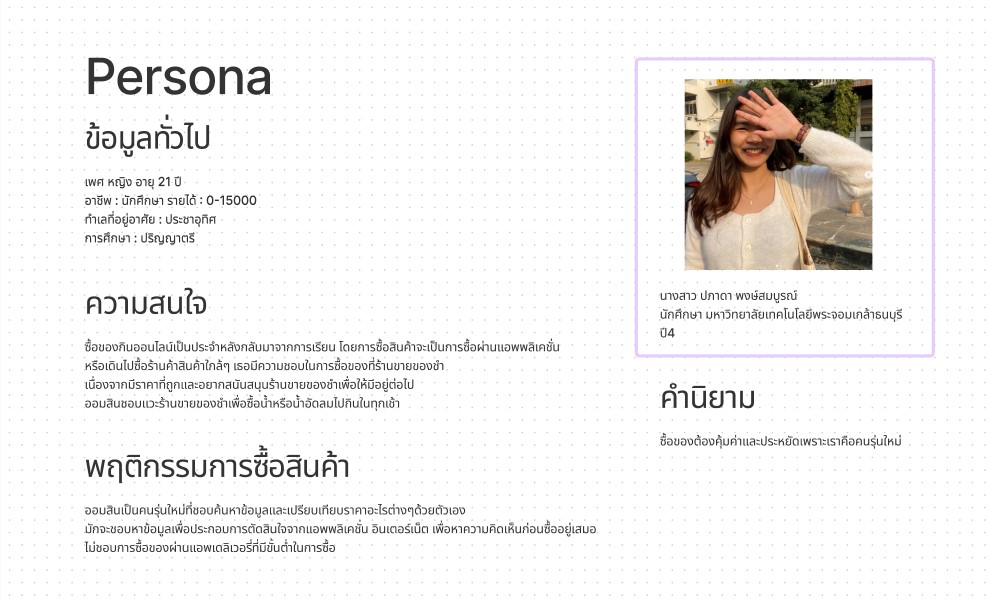 Persona
ข้อมูลทั่วไป
เพศ หญิง อายุ 21 ปี
อาชีพ : นักศึกษา รายได้ : 0-15000
ทำเลที่อยู่อาศัย : ประชาอุทิศ
การศึกษา : ปริญญาตรี
ความสนใจ
ซื้อของกินออนไลน์เป็นประจำหลังกลับมาจากการเรียน โดยการซื้อสินค้าจะเป็นการซื้อผ่านแอพพลิเคชั่น
หรือเดินไปซื้อร้านค้าสินค้าใกล้ๆ เธอมีความชอบในการซื้อของที่ร้านขายของชำ
เนื่องจากมีราคาที่ถูกและอยากสนันสนุบร้านขายของชำเพื่อให้มีอยู่ต่อไป
ออมสินชอบแวะร้านขายของชำเพื่อซื้อน้ำหรือน้ำอัดลมไปกินในทุกเช้า
พฤติกรรมการซื้อสินค้า
ออมสินเป็นคนรุ่นใหม่ที่ชอบค้นหาข้อมูลและเปรียบเทียบราคาอะไรต่างๆด้วยตัวเอง
มักจะชอบหาข้อมูลเพื่อประกอบการตัดสินใจจากแอพพลิเคชั่น อินเตอร์เน็ต เพื่อหาความคิดเห็นก่อนซื้ออยู่เสมอ
ไม่ชอบการซื้อของผ่านแอพเดลิเวอรี่ที่มีขั้นต่ำในการซื้อ
นางสาว ปภาดา พงษ์สมบูรณ์
นักศึกษา มหาวิทยาลัยเทคโนโลยีพระจอมเกล้าธนบุรี
ปี4
คำนิยาม
ซื้อของต้องคุ้มค่าและประหยัดเพราะเราคือคนรุ่นใหม่